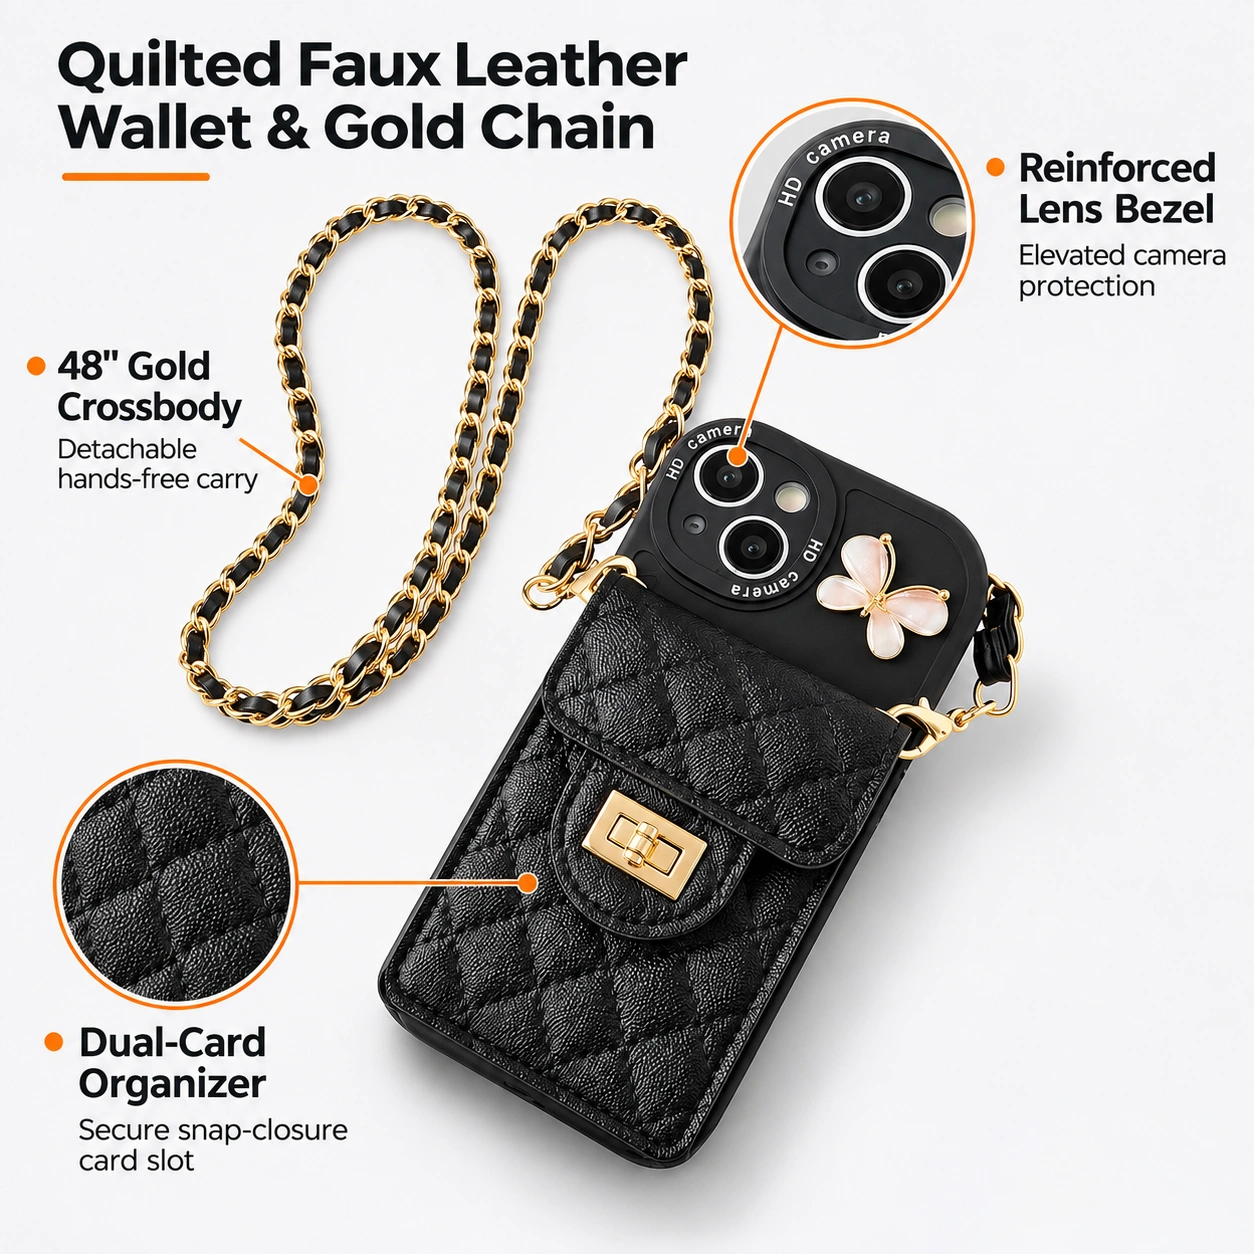 Quilted Faux Leather
Wallet & Gold Chain
HD camera
Reinforced
Lens Bezel
Elevated camera
protection
48" Gold
Crossbody
Detachable
hands-free carry
HD camera
HD camera
Dual-Card
Organizer
Secure snap-closure
card slot